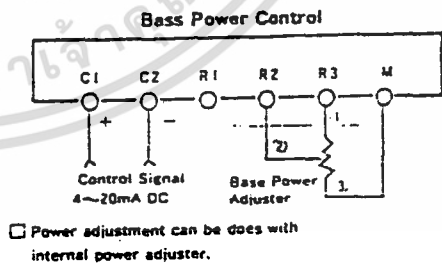 Bass Power Control
C1 C2 R1 R2 R3 M
+ −
1.
2)
3.
Control Signal
4~20mA DC
Base Power
Adjuster
Power adjustment can be does with
internal power adjuster.